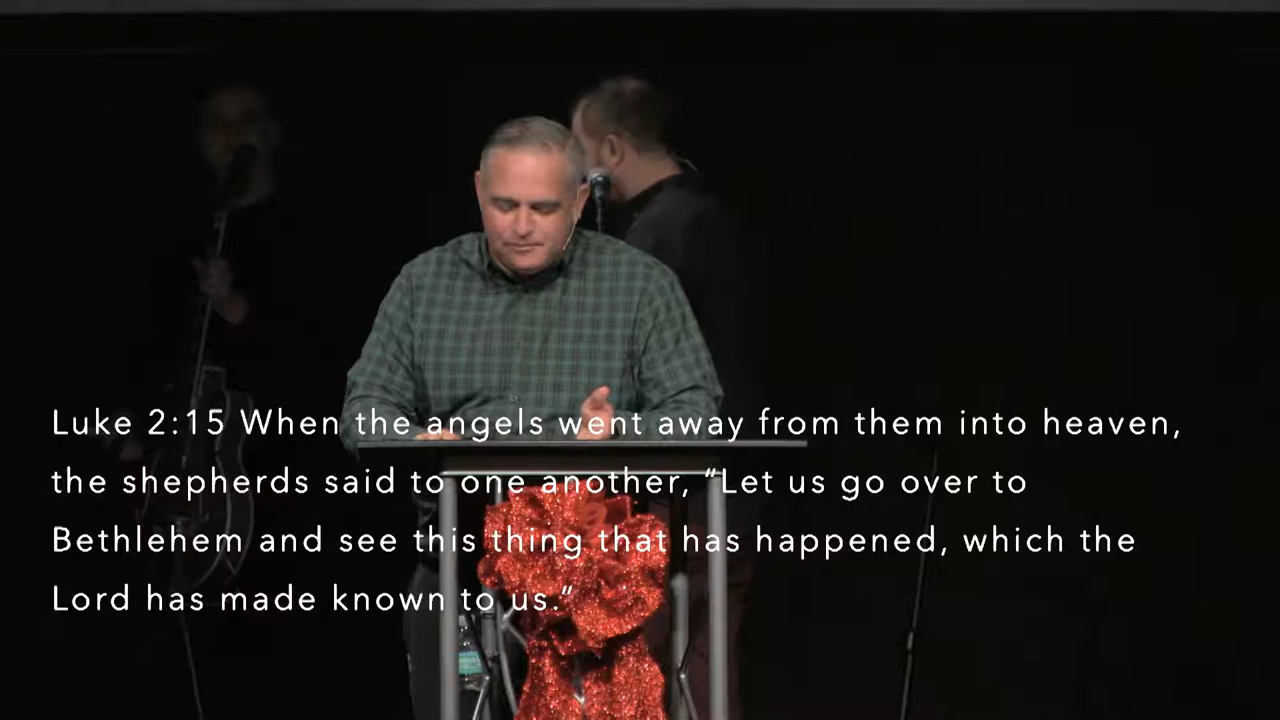 Luke 2:15 When the angels went away from them into heaven,
the shepherds said to one another, “Let us go over to
Bethlehem and see this thing that has happened, which the
Lord has made known to us.”